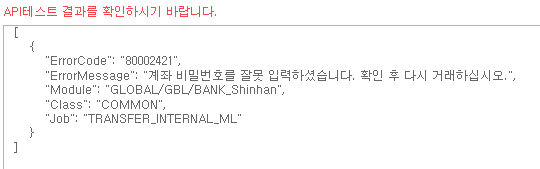 API테스트 결과를 확인하시기 바랍니다.
[
{
"ErrorCode": "80002421",
"ErrorMessage": "계좌 비밀번호를 잘못 입력하셨습니다. 확인 후 다시 거래하십시오.",
"Module": "GLOBAL/GBL/BANK_Shinhan",
"Class": "COMMON",
"Job": "TRANSFER_INTERNAL_ML"
}
]